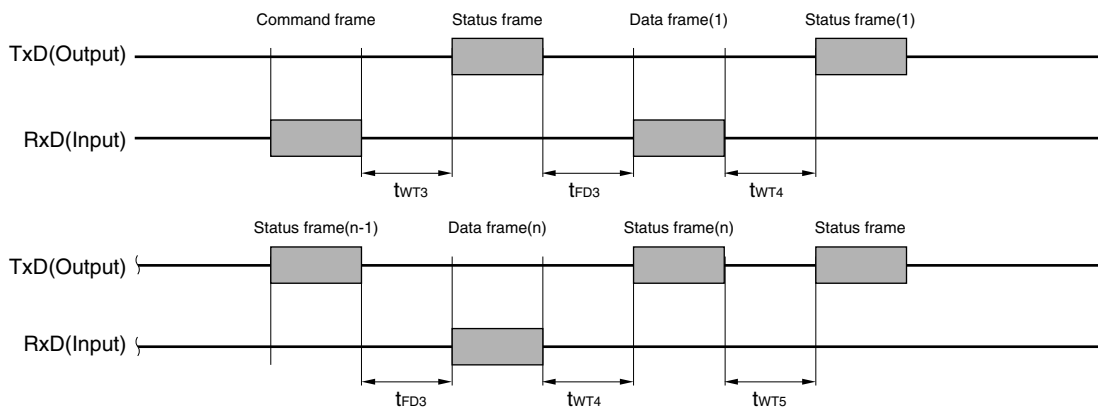 Command frame Status frame Data frame(1) Status frame(1)
TxD(Output)
RxD(Input)
tWT3 tFD3 tWT4
Status frame(n-1) Data frame(n) Status frame(n) Status frame
TxD(Output)
RxD(Input)
tFD3 tWT4 tWT5